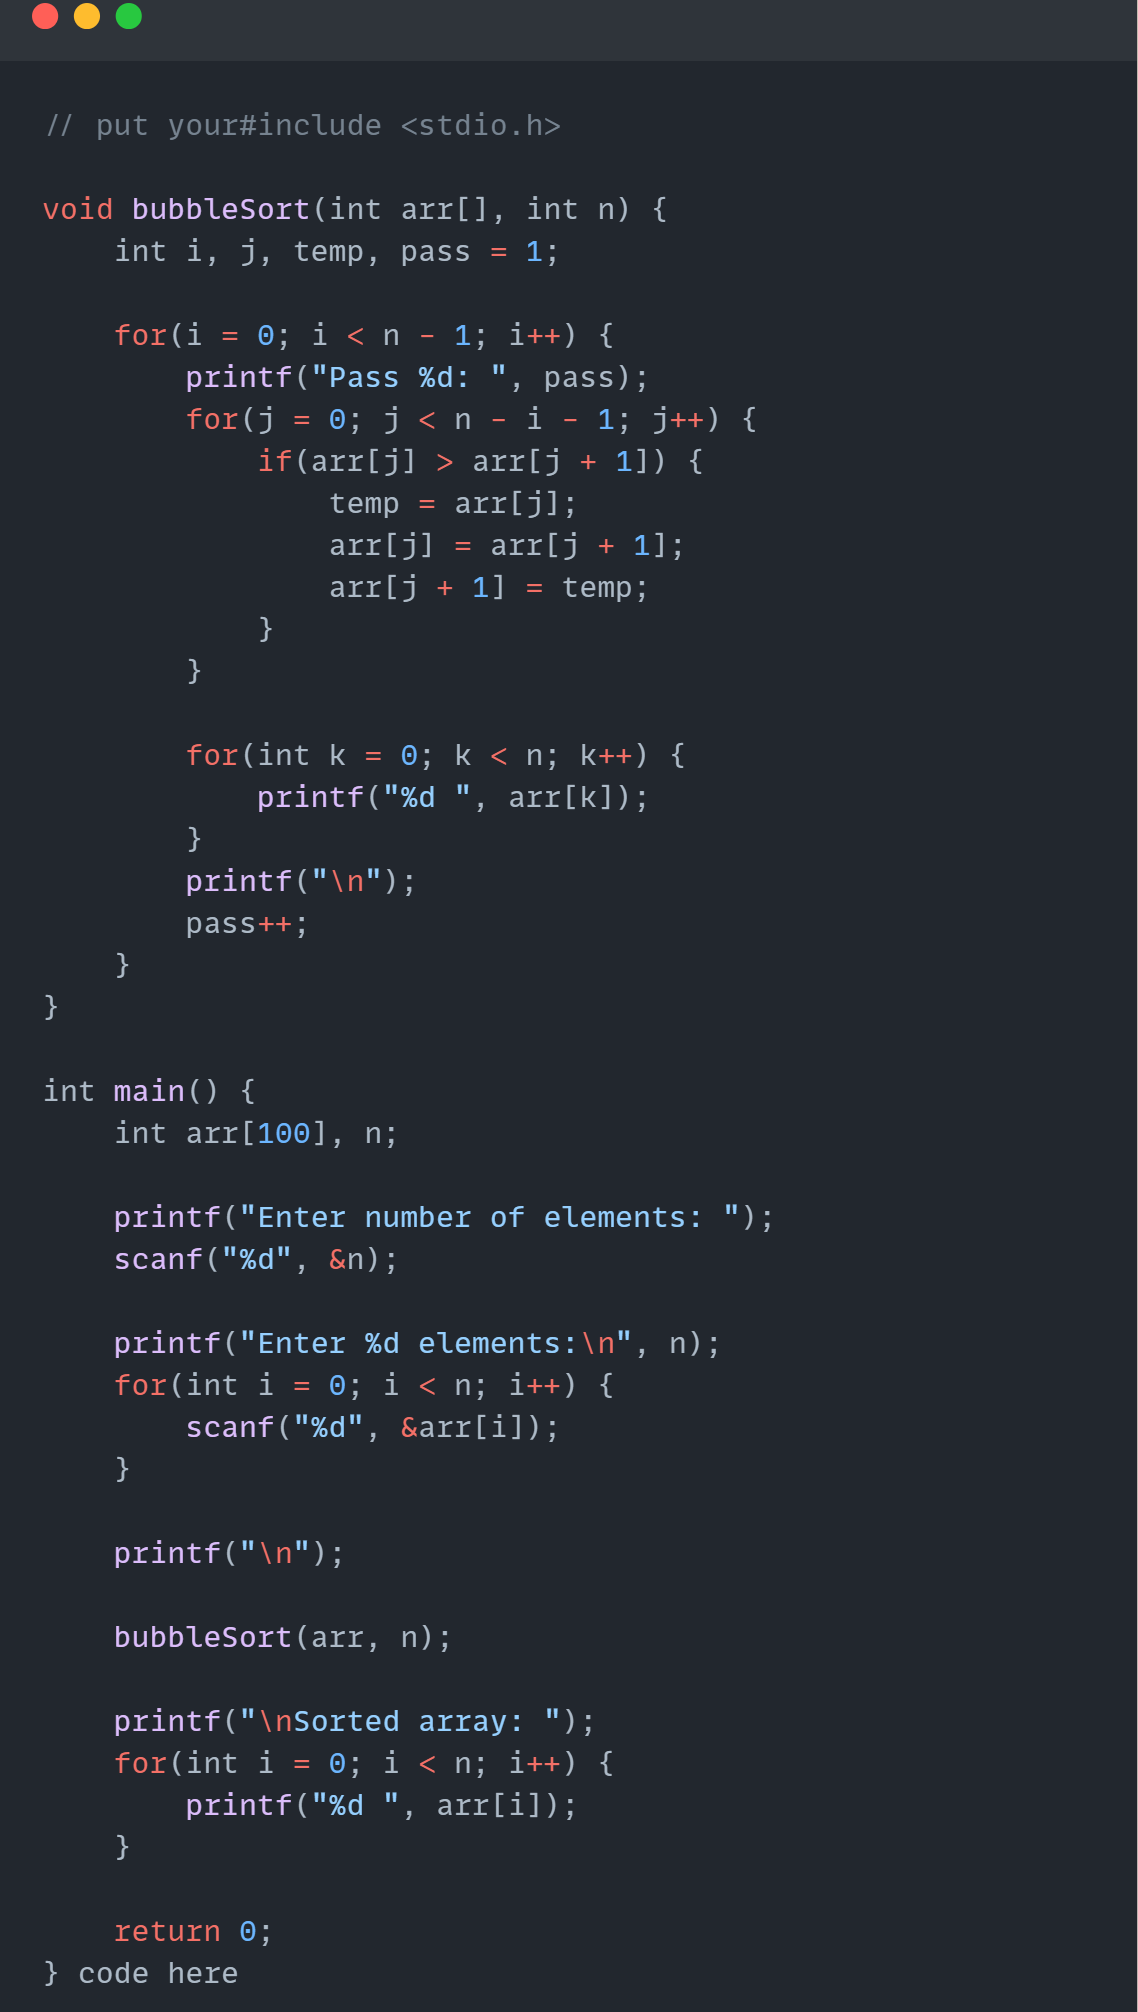 // put your#include <stdio.h>

void bubbleSort(int arr[], int n) {
    int i, j, temp, pass = 1;

    for(i = 0; i < n - 1; i++) {
        printf("Pass %d: ", pass);
        for(j = 0; j < n - i - 1; j++) {
            if(arr[j] > arr[j + 1]) {
                temp = arr[j];
                arr[j] = arr[j + 1];
                arr[j + 1] = temp;
            }
        }

        for(int k = 0; k < n; k++) {
            printf("%d ", arr[k]);
        }
        printf("\n");
        pass++;
    }
}

int main() {
    int arr[100], n;

    printf("Enter number of elements: ");
    scanf("%d", &n);

    printf("Enter %d elements:\n", n);
    for(int i = 0; i < n; i++) {
        scanf("%d", &arr[i]);
    }

    printf("\n");

    bubbleSort(arr, n);

    printf("\nSorted array: ");
    for(int i = 0; i < n; i++) {
        printf("%d ", arr[i]);
    }

    return 0;
} code here